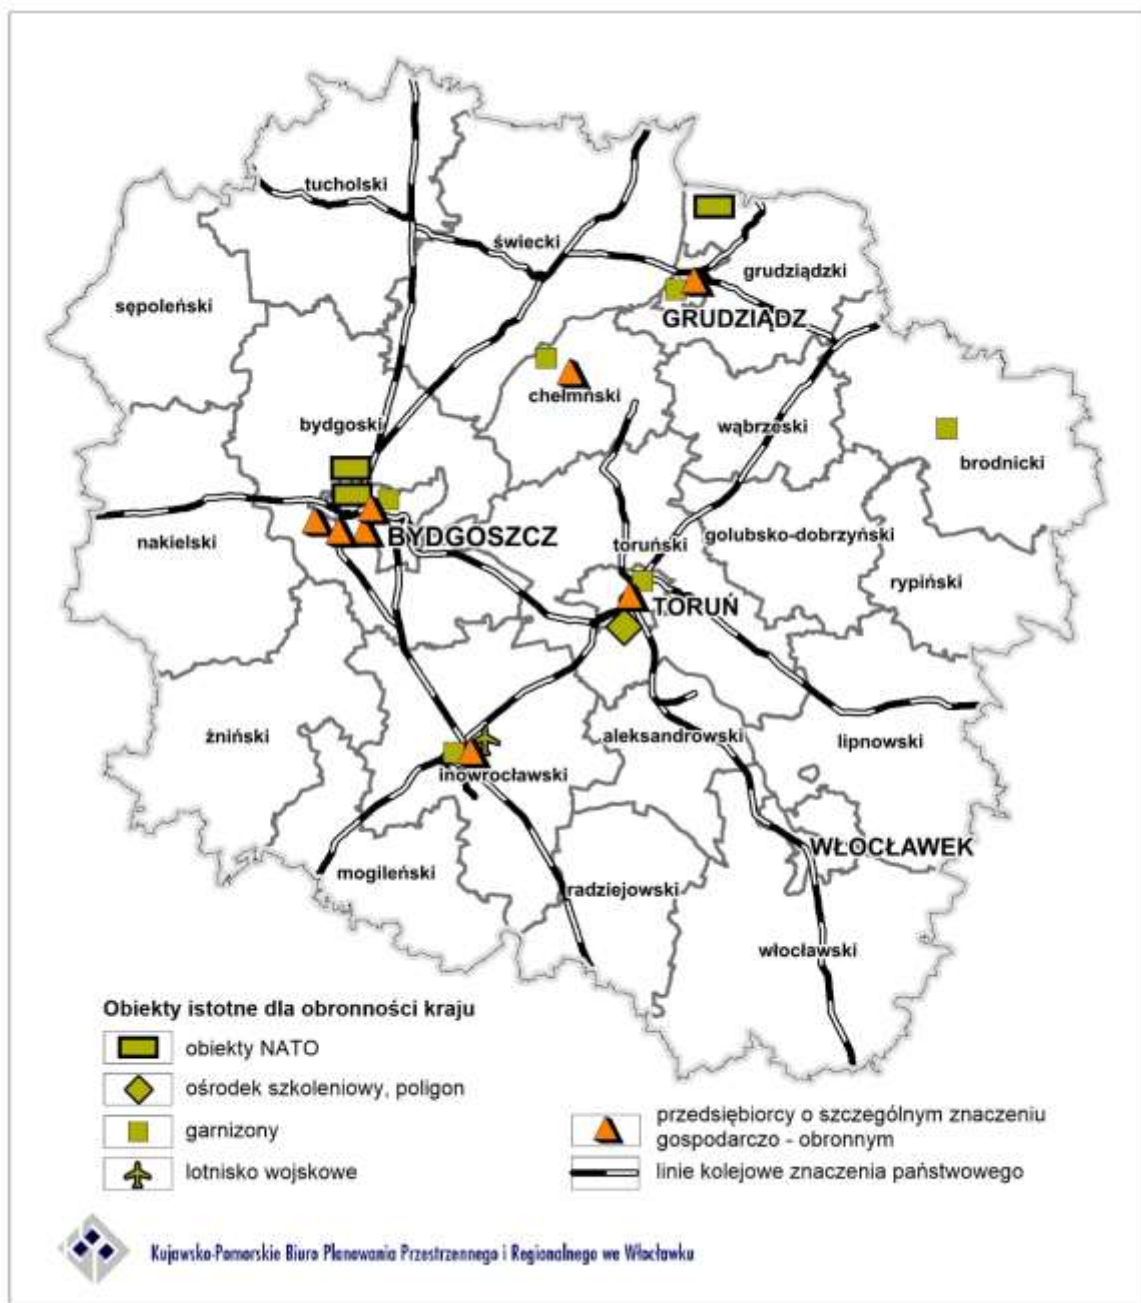 tucholski
świecki
grudziądzki
sępoleński
GRUDZIĄDZ
chełmński
bydgoski
wąbrzeski
brodnicki
BYDGOSZCZ
nakielski
toruński
golubsko-dobrzyński
rypiński
TORUŃ
żniński
aleksandrowski
lipnowski
inowrocławski
WŁOCŁAWEK
mogileński
radziejowski
włocławski
Obiekty istotne dla obronności kraju
obiekty NATO
ośrodek szkoleniowy, poligon
garnizony
lotnisko wojskowe
przedsiębiorcy o szczególnym znaczeniu
gospodarczo - obronnym
linie kolejowe znaczenia państwowego
Kujawsko-Pomorskie Biuro Planowania Przestrzennego i Regionalnego we Włocławku